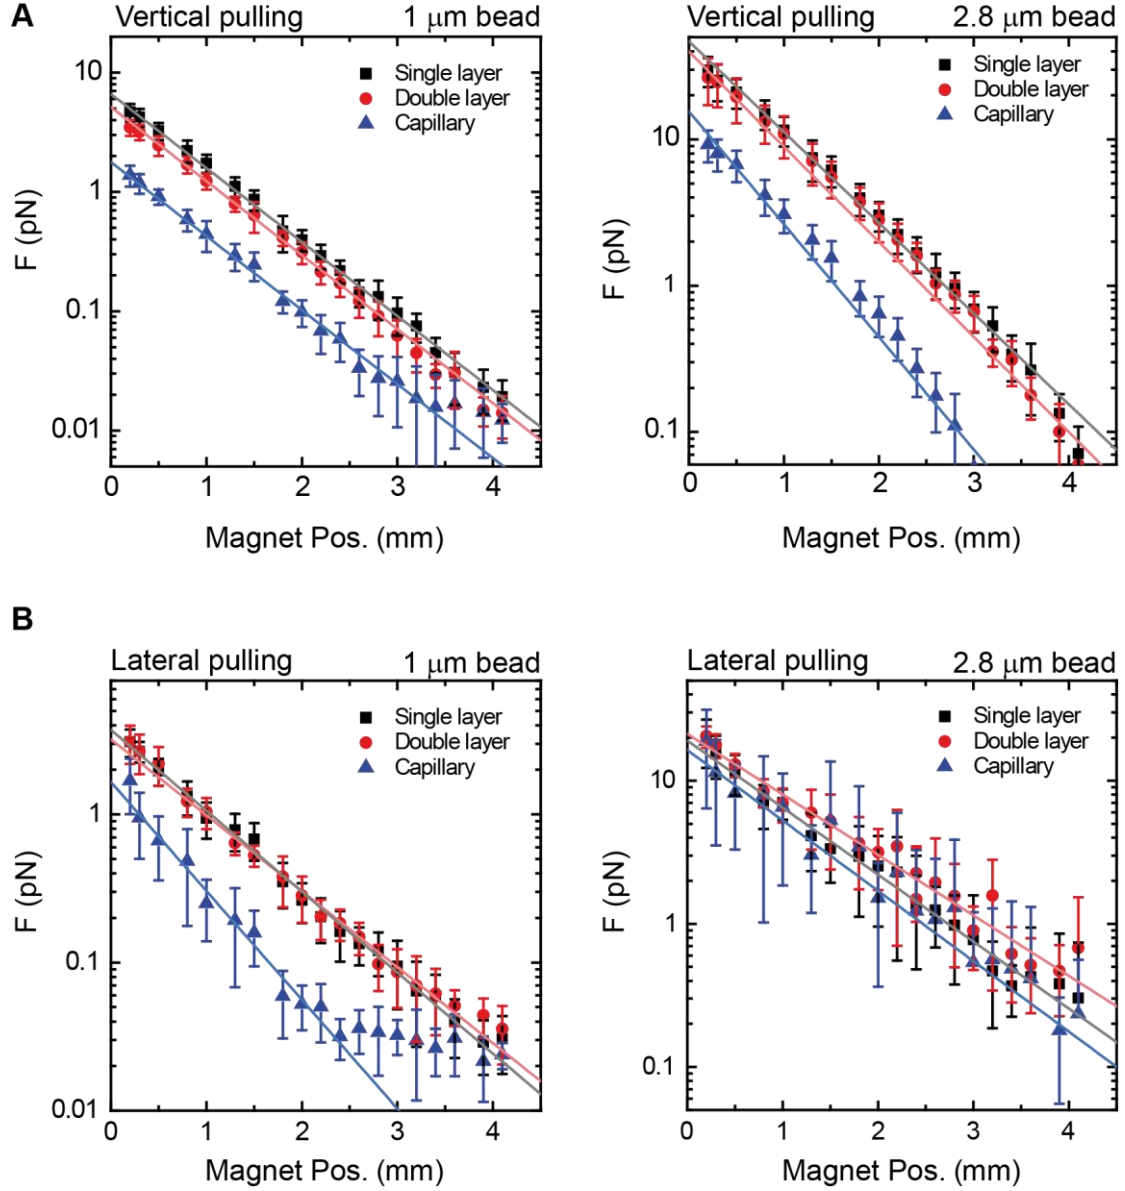 A
Vertical pulling 1 μm bead
10
1
0.1
0.01
F (pN)
Single layer
Double layer
Capillary
0 1 2 3 4
Magnet Pos. (mm)
Vertical pulling 2.8 μm bead
10
1
0.1
F (pN)
Single layer
Double layer
Capillary
0 1 2 3 4
Magnet Pos. (mm)
B
Lateral pulling 1 μm bead
1
0.1
0.01
F (pN)
Single layer
Double layer
Capillary
0 1 2 3 4
Magnet Pos. (mm)
Lateral pulling 2.8 μm bead
10
1
0.1
F (pN)
Single layer
Double layer
Capillary
0 1 2 3 4
Magnet Pos. (mm)